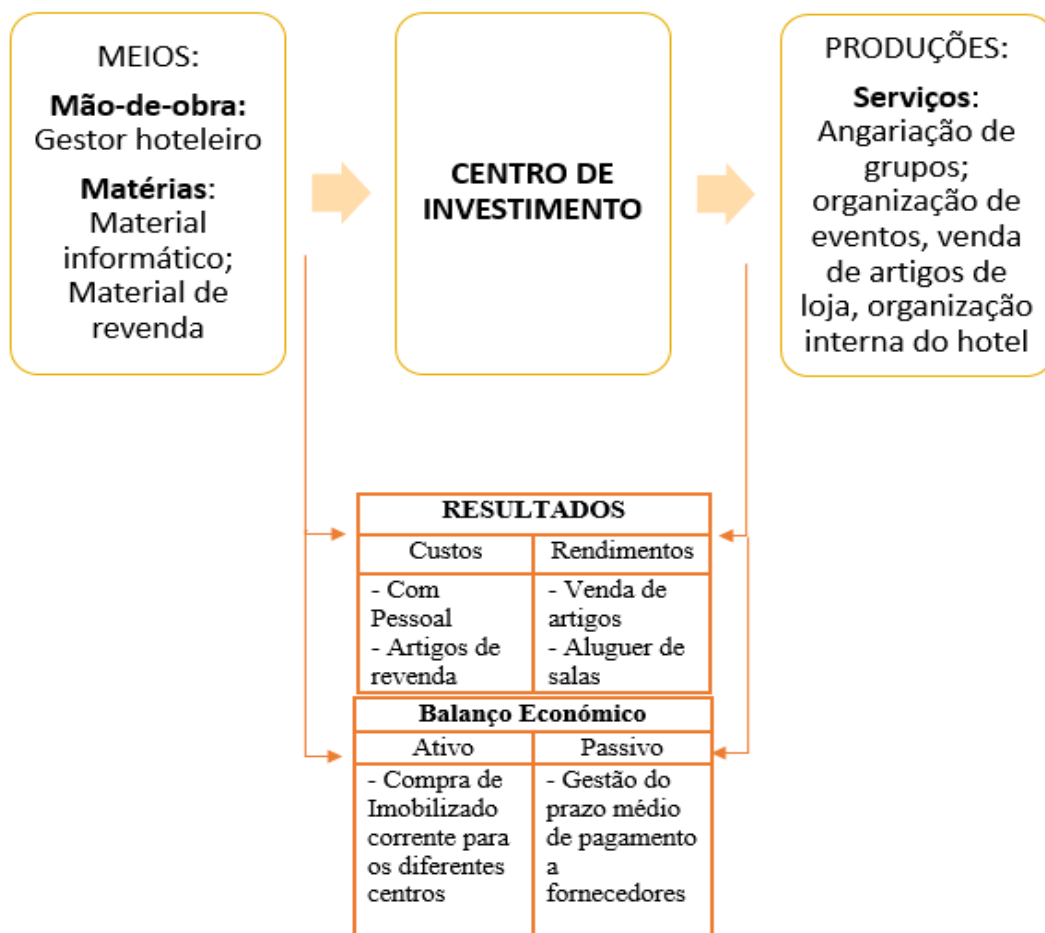 MEIOS:
Mão-de-obra:
Gestor hoteleiro
Matérias:
Material
informático;
Material de
revenda
CENTRO DE
INVESTIMENTO
PRODUÇÕES:
Serviços:
Angariação de
grupos;
organização de
eventos, venda
de artigos de
loja, organização
interna do hotel
RESULTADOS
Custos
Rendimentos
- Com
Pessoal
- Artigos de
revenda
- Venda de
artigos
- Aluguer de
salas
Balanço Económico
Ativo
Passivo
- Compra de
Imobilizado
corrente para
os diferentes
centros
- Gestão do
prazo médio
de pagamento
a
fornecedores